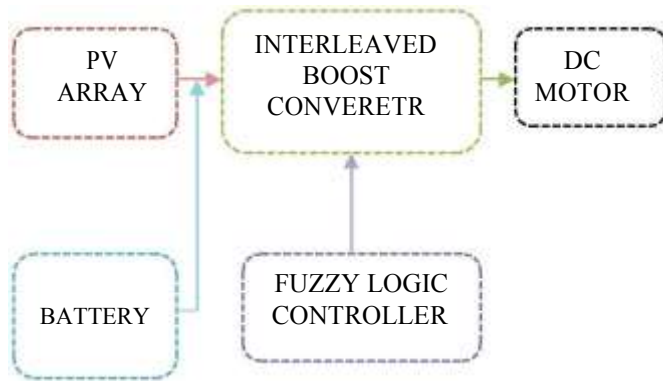 PV
ARRAY
INTERLEAVED
BOOST
CONVERETR
DC
MOTOR
BATTERY
FUZZY LOGIC
CONTROLLER